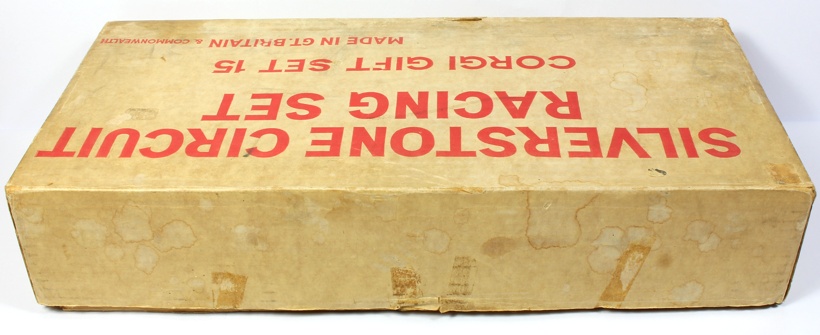 SILVERSTONE CIRCUIT
RACING SET
CORGI GIFT SET 15
MADE IN GT. BRITAIN & COMMONWEALTH